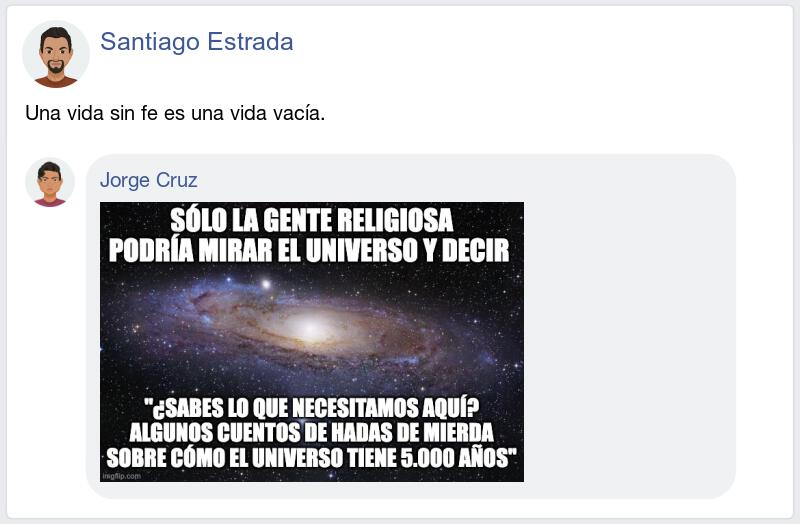 Santiago Estrada
Una vida sin fe es una vida vacía.
Jorge Cruz
SÓLO LA GENTE RELIGIOSA
PODRÍA MIRAR EL UNIVERSO Y DECIR
"¿SABES LO QUE NECESITAMOS AQUÍ?
ALGUNOS CUENTOS DE HADAS DE MIERDA
SOBRE CÓMO EL UNIVERSO TIENE 5.000 AÑOS"
imgflip.com